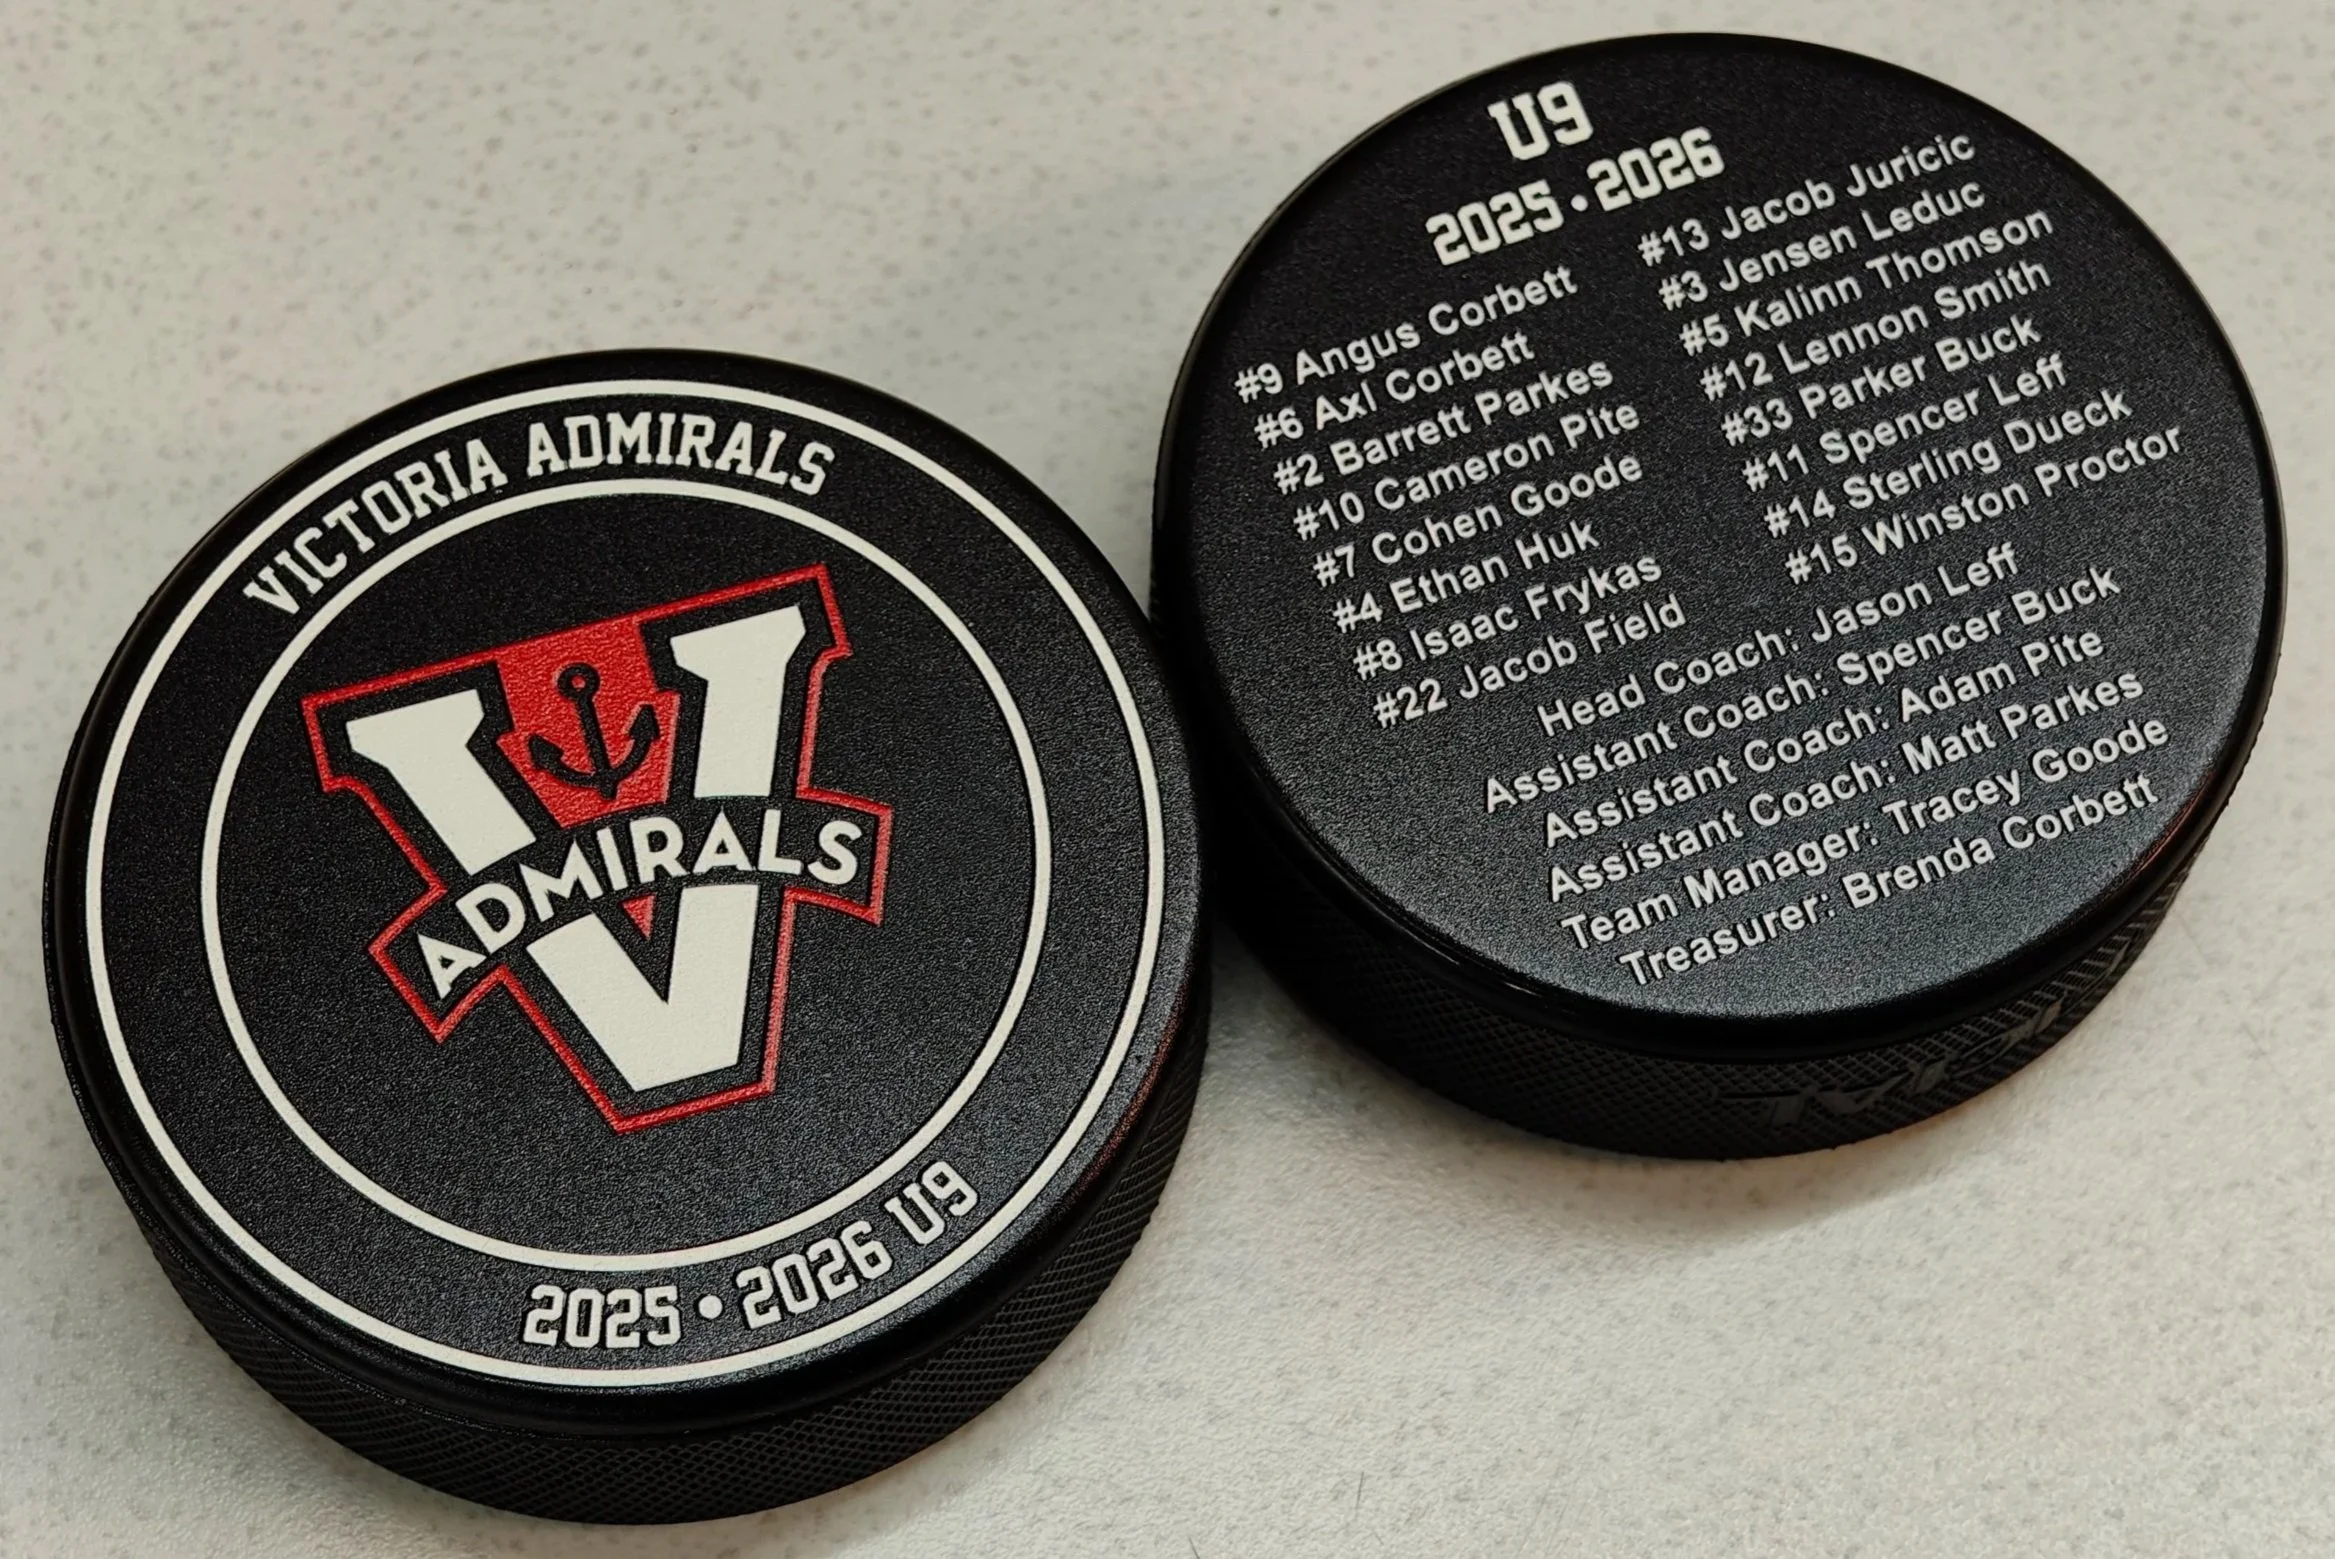 VICTORIA ADMIRALS
ADMIRALS
2025 • 2026 U9
U9
2025 • 2026
#9 Angus Corbett
#6 Axl Corbett
#2 Barrett Parkes
#10 Cameron Pite
#7 Cohen Goode
#4 Ethan Huk
#8 Isaac Frykas
#22 Jacob Field
#13 Jacob Juricic
#3 Jensen Leduc
#5 Kalinn Thomson
#12 Lennon Smith
#33 Parker Buck
#11 Spencer Leff
#14 Sterling Dueck
#15 Winston Proctor
Head Coach: Jason Leff
Assistant Coach: Spencer Buck
Assistant Coach: Adam Pite
Assistant Coach: Matt Parkes
Team Manager: Tracey Goode
Treasurer: Brenda Corbett